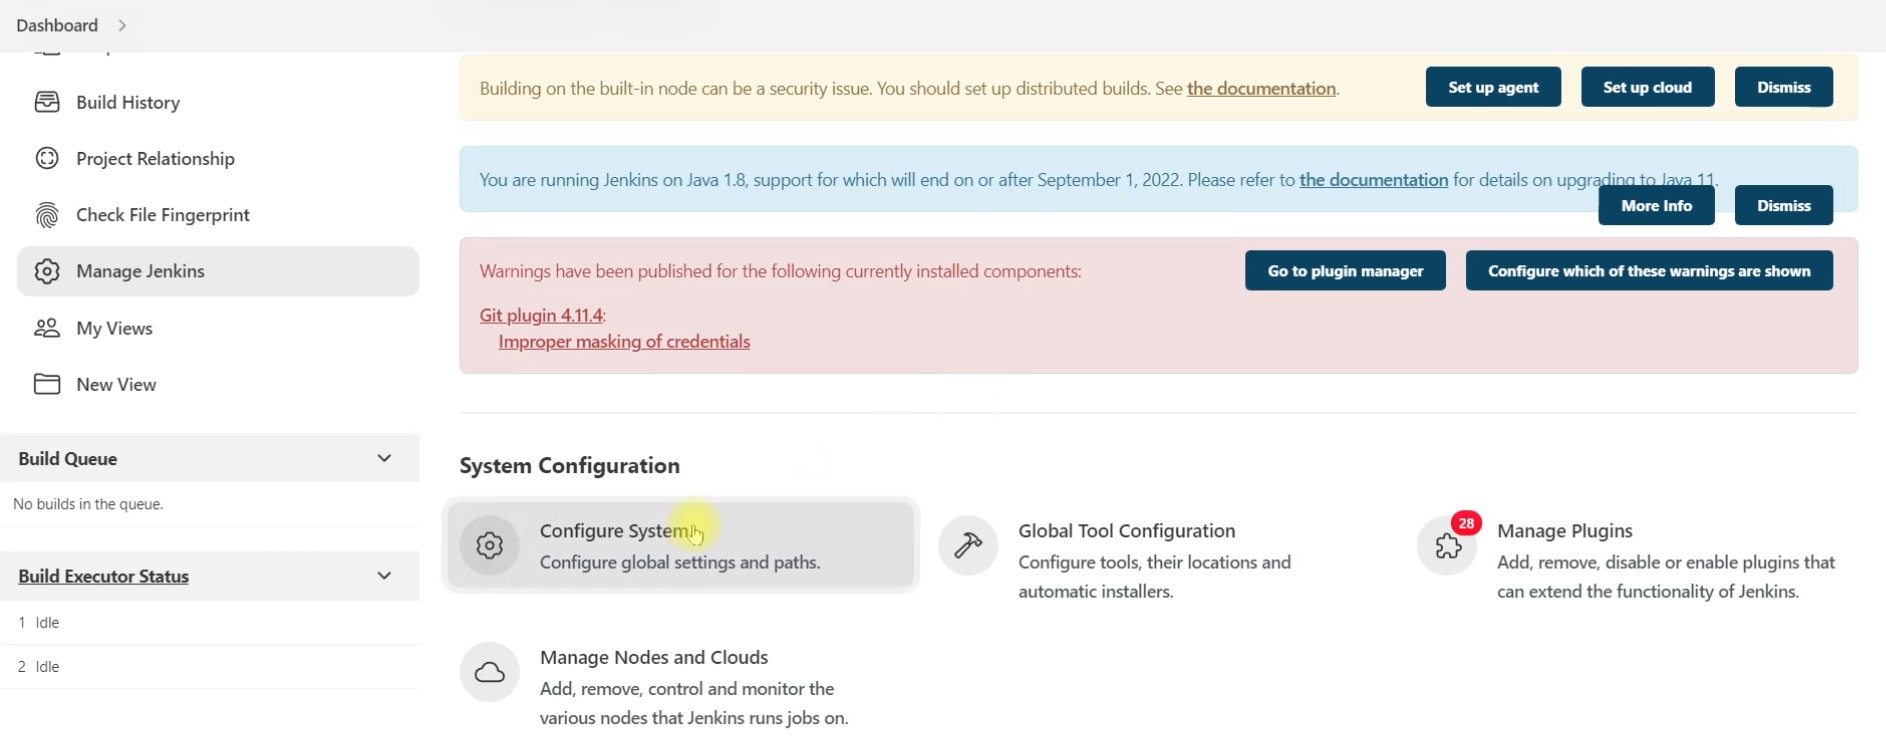 Dashboard
Build History
Project Relationship
Check File Fingerprint
Manage Jenkins
My Views
New View
Build Queue
No builds in the queue.
Build Executor Status
1 Idle
2 Idle
Building on the built-in node can be a security issue. You should set up distributed builds. See the documentation.
Set up agent
Set up cloud
Dismiss
You are running Jenkins on Java 1.8, support for which will end on or after September 1, 2022. Please refer to the documentation for details on upgrading to Java 11.
More Info
Dismiss
Warnings have been published for the following currently installed components:
Go to plugin manager
Configure which of these warnings are shown
Git plugin 4.11.4:
Improper masking of credentials
System Configuration
Configure System
Configure global settings and paths.
Global Tool Configuration
Configure tools, their locations and
automatic installers.
28
Manage Plugins
Add, remove, disable or enable plugins that
can extend the functionality of Jenkins.
Manage Nodes and Clouds
Add, remove, control and monitor the
various nodes that Jenkins runs jobs on.